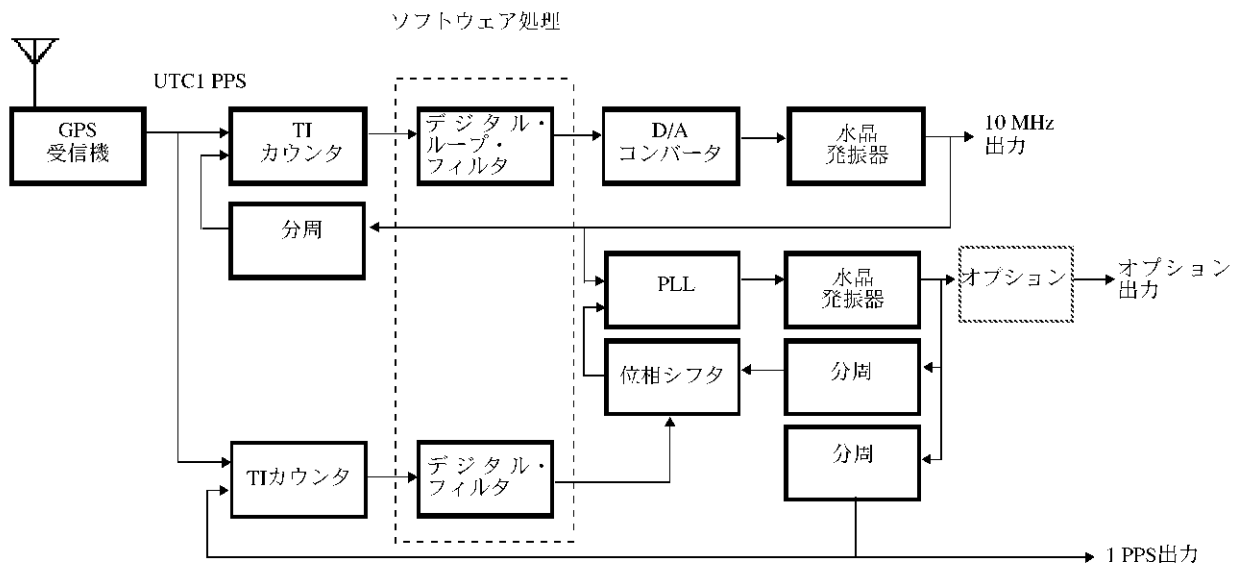 ソフトウェア処理
UTC1 PPS
GPS
受信機
TI
カウンタ
デジタル・
ループ・
フィルタ
D/A
コンバータ
水晶
発振器
10 MHz
出力
分周
PLL
水晶
発振器
オプション
オプション
出力
位相シフタ
分周
分周
TIカウンタ
デジタル・
フィルタ
1 PPS出力